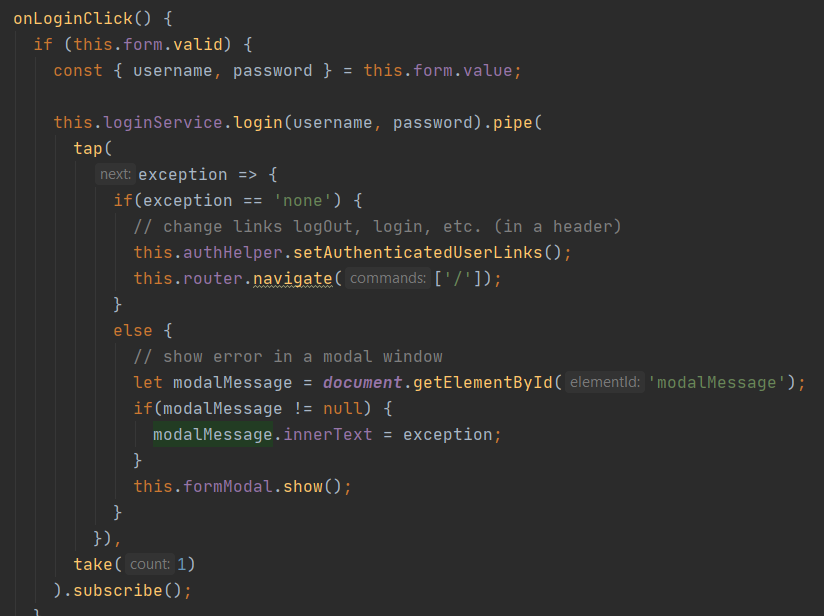 onLoginClick() {
if (this.form.valid) {
const { username, password } = this.form.value;
this.loginService.login(username, password).pipe(
tap(
next: exception => {
if(exception == 'none') {
// change links logOut, login, etc. (in a header)
this.authHelper.setAuthenticatedUserLinks();
this.router.navigate( commands: ['/']);
}
else {
// show error in a modal window
let modalMessage = document.getElementById( elementId: 'modalMessage');
if(modalMessage != null) {
modalMessage.innerText = exception;
}
this.formModal.show();
}
}),
take( count: 1)
).subscribe();
}